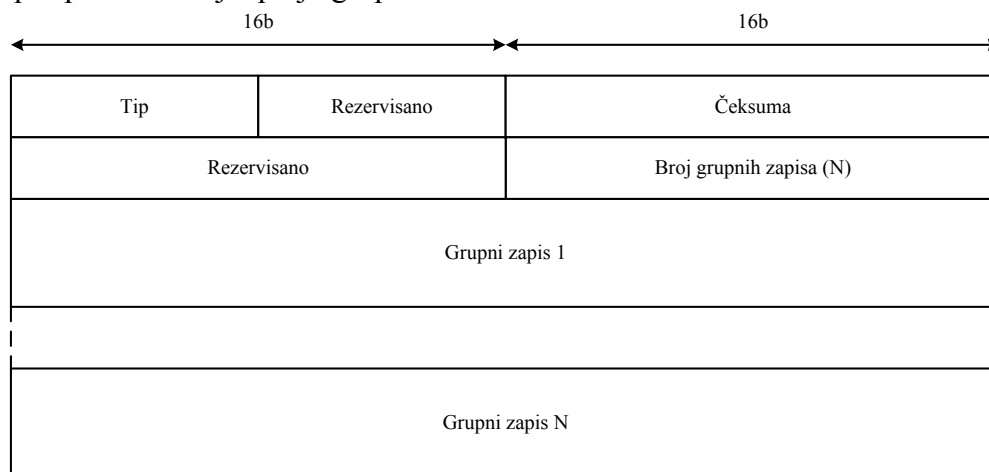 16b 16b
Tip Rezervisano Čeksuma
Rezervisano Broj grupnih zapisa (N)
Grupni zapis 1
Grupni zapis N